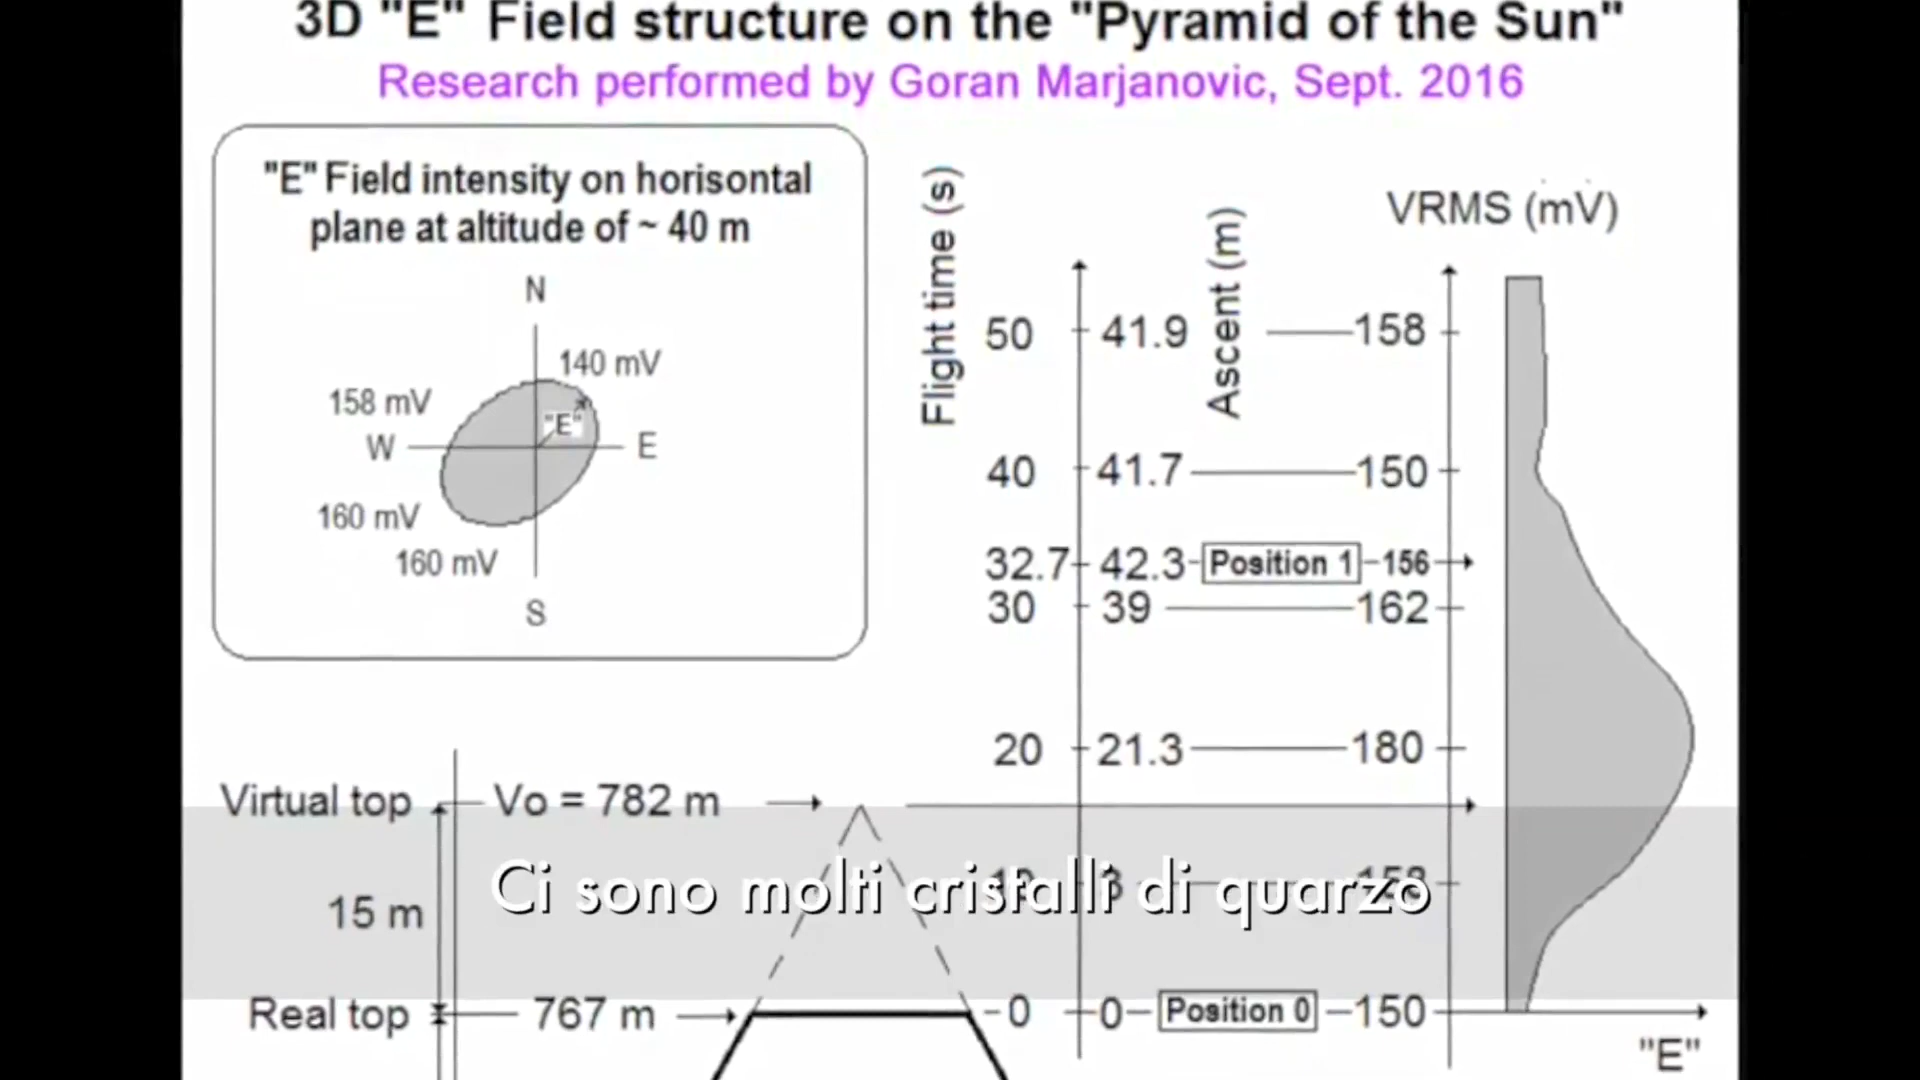 3D "E" Field structure on the "Pyramid of the Sun"
Research performed by Goran Marjanovic, Sept. 2016
"E" Field intensity on horisontal
plane at altitude of ~ 40 m
N
140 mV
158 mV
"E"
W
E
160 mV
160 mV
S
Flight time (s)
Ascent (m)
VRMS (mV)
50 41.9 158
40 41.7 150
32.7 42.3 Position 1 156
30 39 162
20 21.3 180
Virtual top Vo = 782 m
Ci sono molti cristalli di quarzo
15 m
Real top 767 m 0 0 Position 0 150
"E"